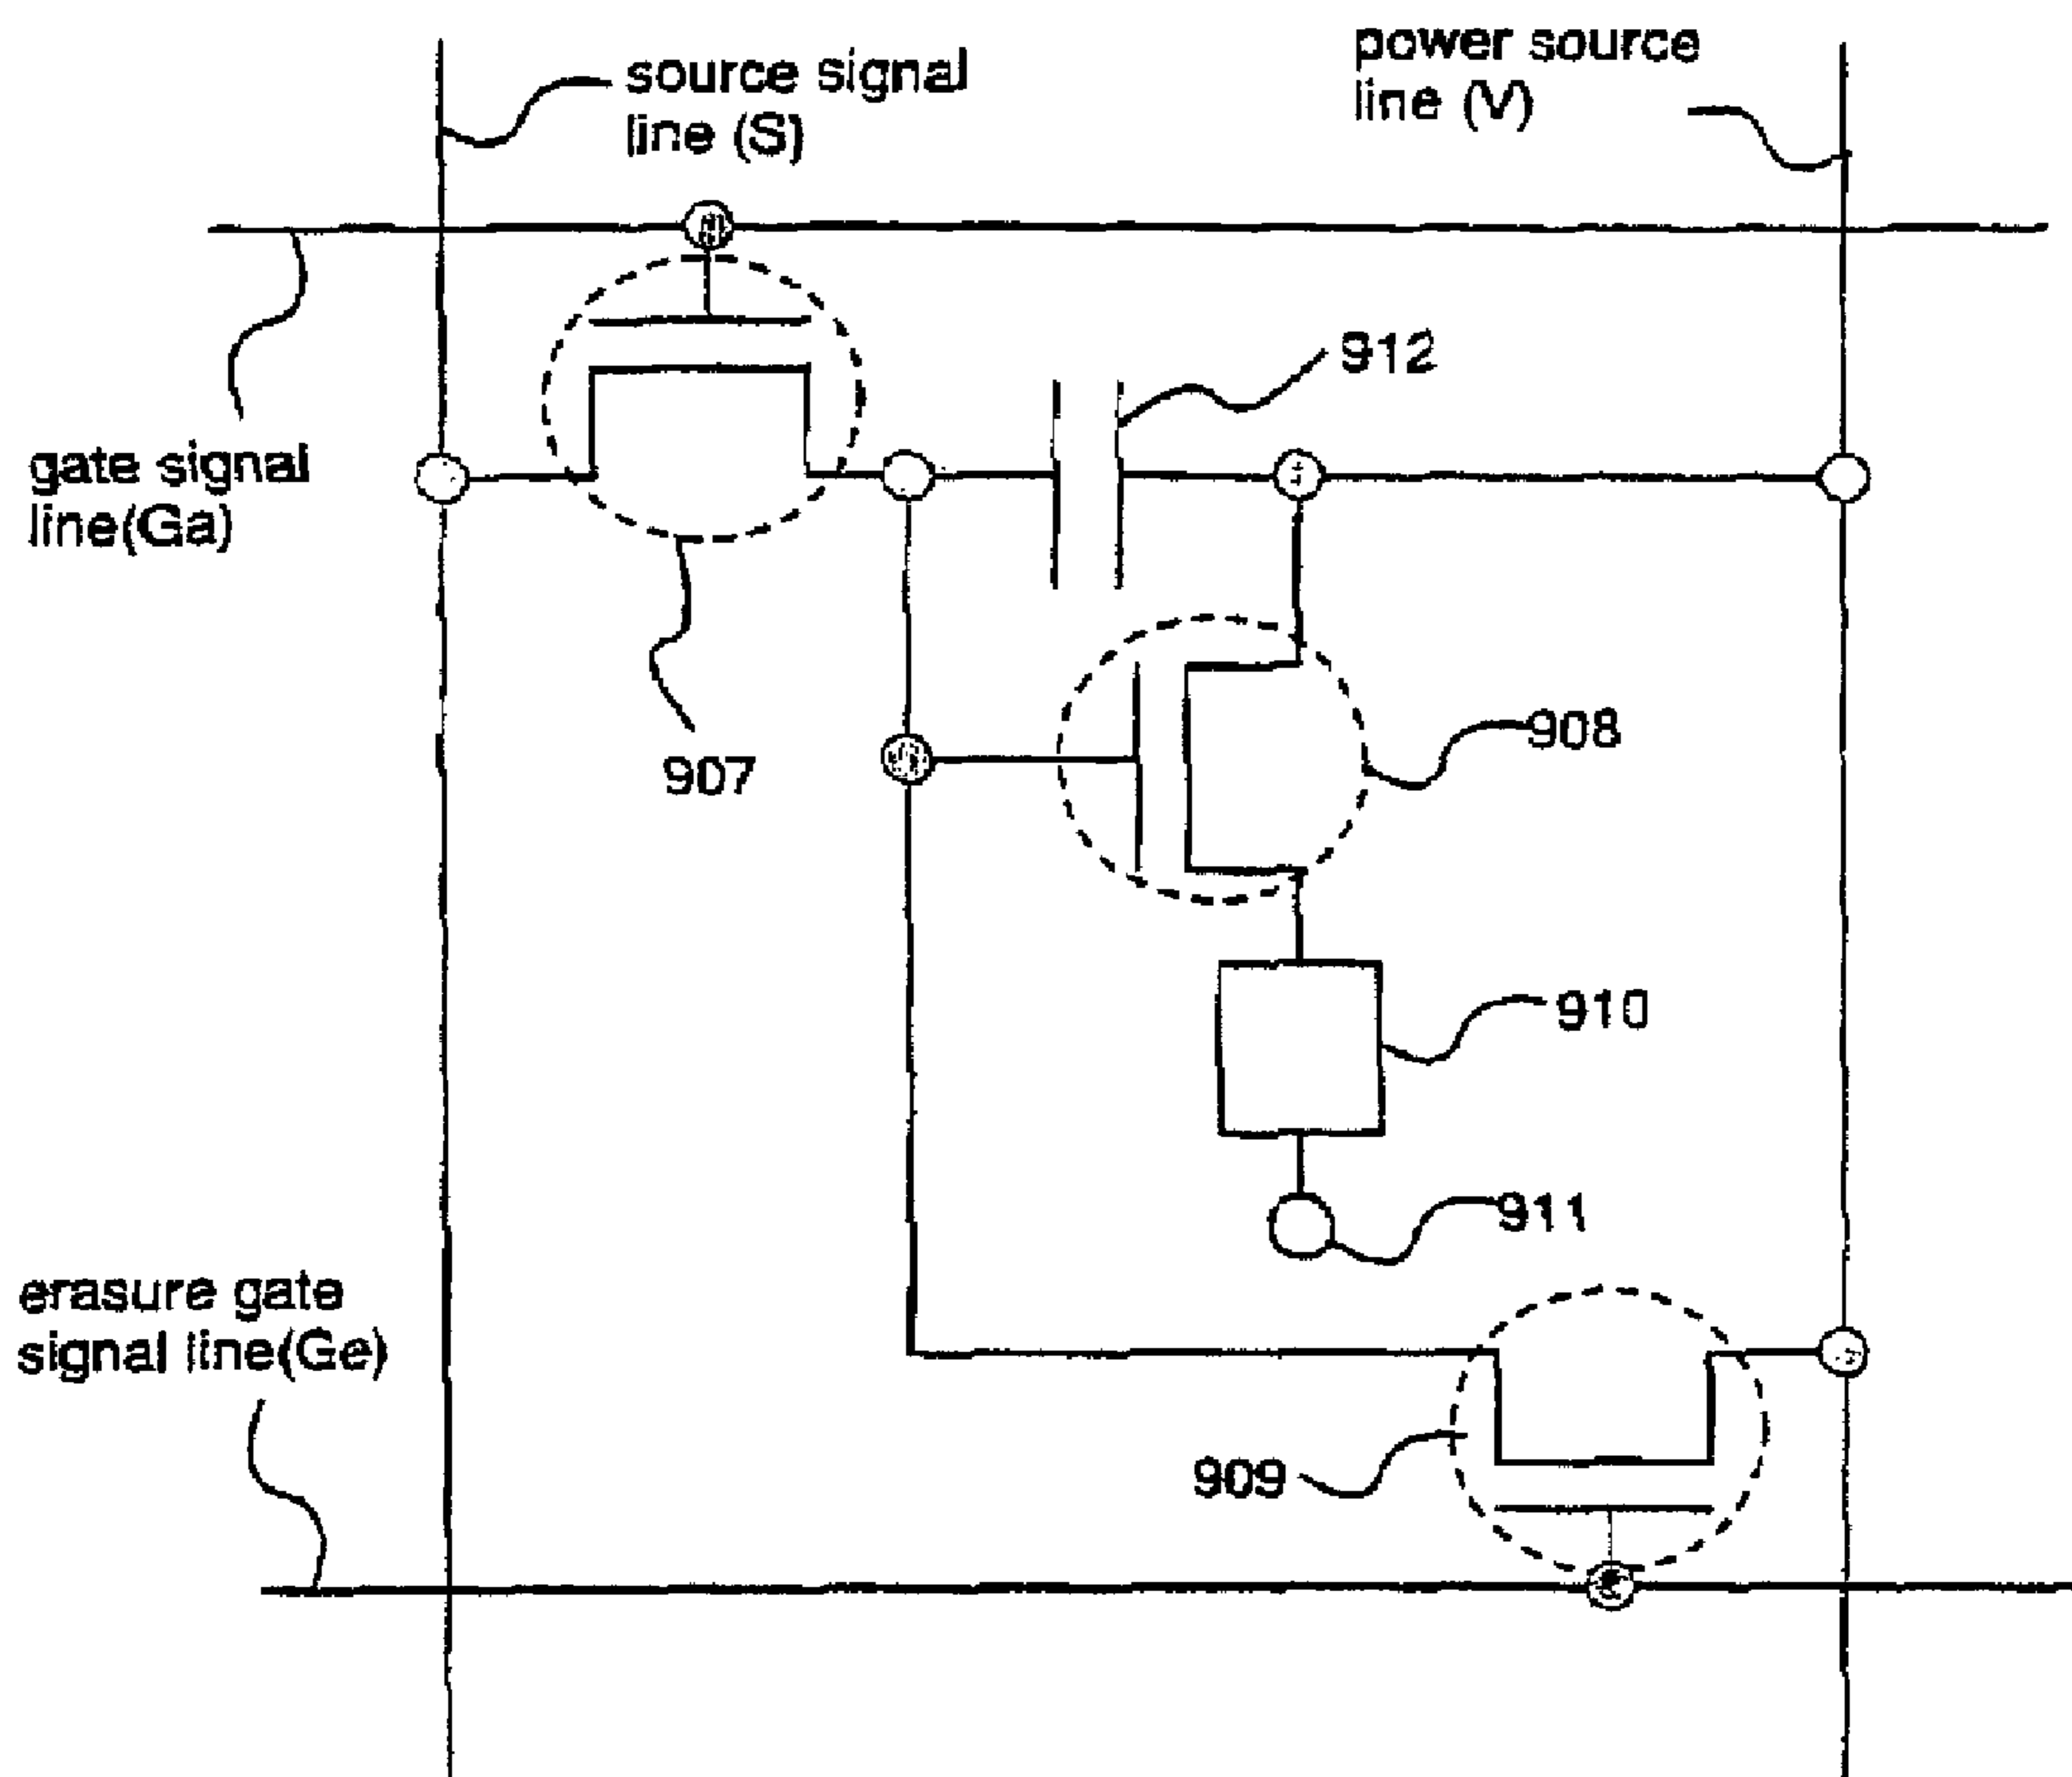 power source
line (V)
source signal
line (S)
912
gate signal
line(Ga)
908
907
910
911
erasure gate
signal line(Ge)
909